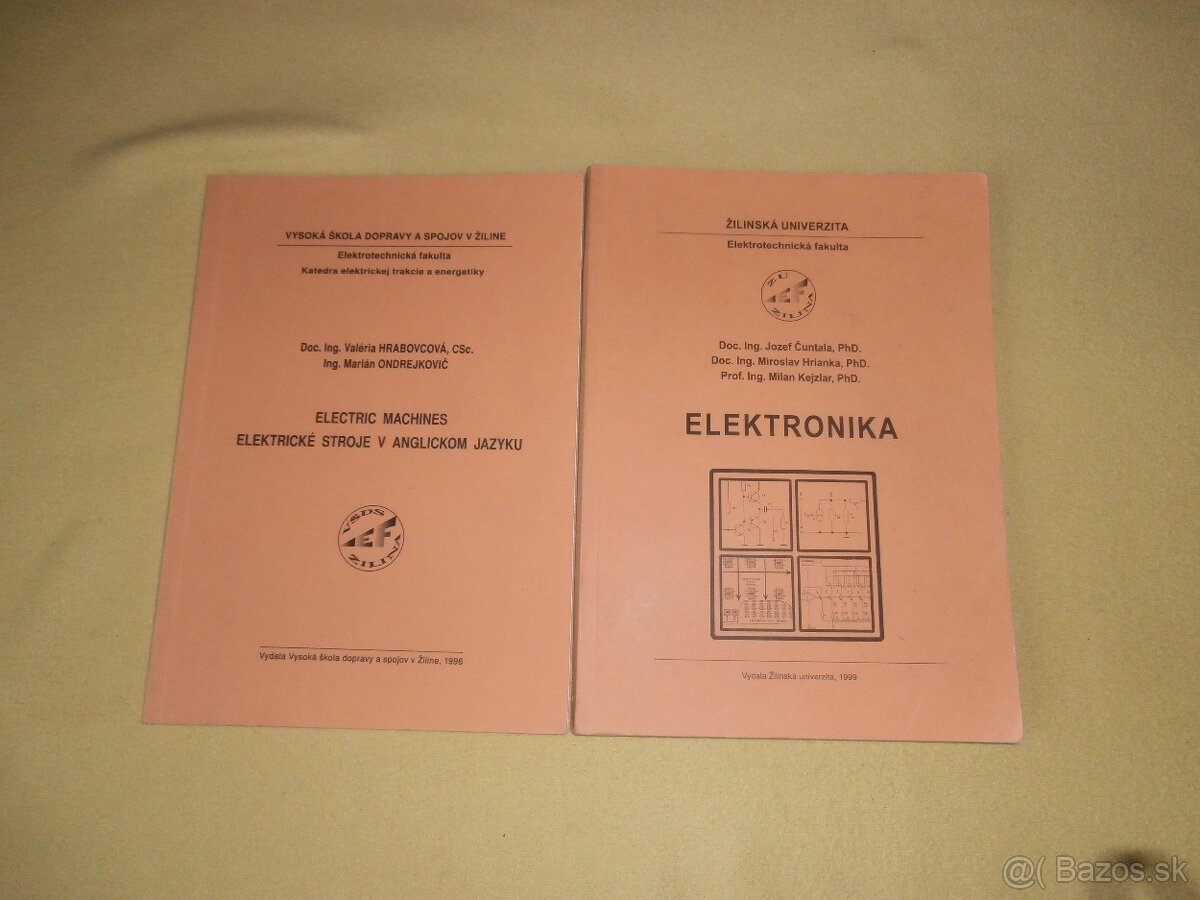 VYSOKÁ ŠKOLA DOPRAVY A SPOJOV V ŽILINE
Elektrotechnická fakulta
Katedra elektrickej trakcie a energetiky
Doc. Ing. Valéria HRABOVCOVÁ, CSc.
Ing. Marián ONDREJKOVIČ
ELECTRIC MACHINES
ELEKTRICKÉ STROJE V ANGLICKOM JAZYKU
VŠDS
EF
ŽILINA
Vydala Vysoká škola dopravy a spojov v Žiline, 1996
ŽILINSKÁ UNIVERZITA
Elektrotechnická fakulta
ŽU
EF
ŽILINA
Doc. Ing. Jozef Čuntala, PhD.
Doc. Ing. Miroslav Hrianka, PhD.
Prof. Ing. Milan Kejzlar, PhD.
ELEKTRONIKA
Vydala Žilinská univerzita, 1999
@( Bazos.sk